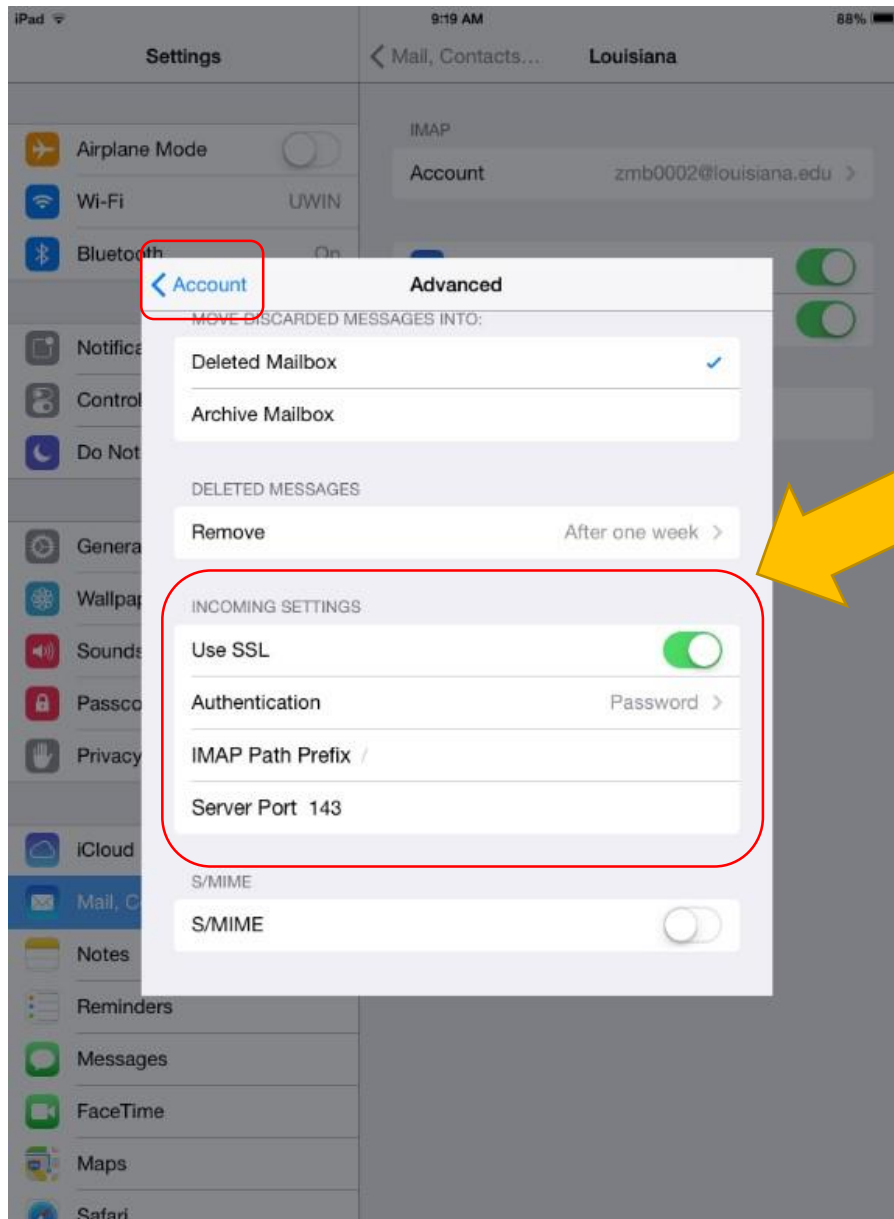 iPad 9:19 AM 88%
Settings
Mail, Contacts... Louisiana
Airplane Mode
Wi-Fi UWIN
Bluetooth On
Notifica
Control
Do Not
Genera
Wallpap
Sounds
Passco
Privacy
iCloud
Mail, Co
Notes
Reminders
Messages
FaceTime
Maps
Safari
IMAP
Account zmb0002@louisiana.edu
Account Advanced
MOVE DISCARDED MESSAGES INTO:
Deleted Mailbox
Archive Mailbox
DELETED MESSAGES
Remove After one week
INCOMING SETTINGS
Use SSL
Authentication Password
IMAP Path Prefix /
Server Port 143
S/MIME
S/MIME